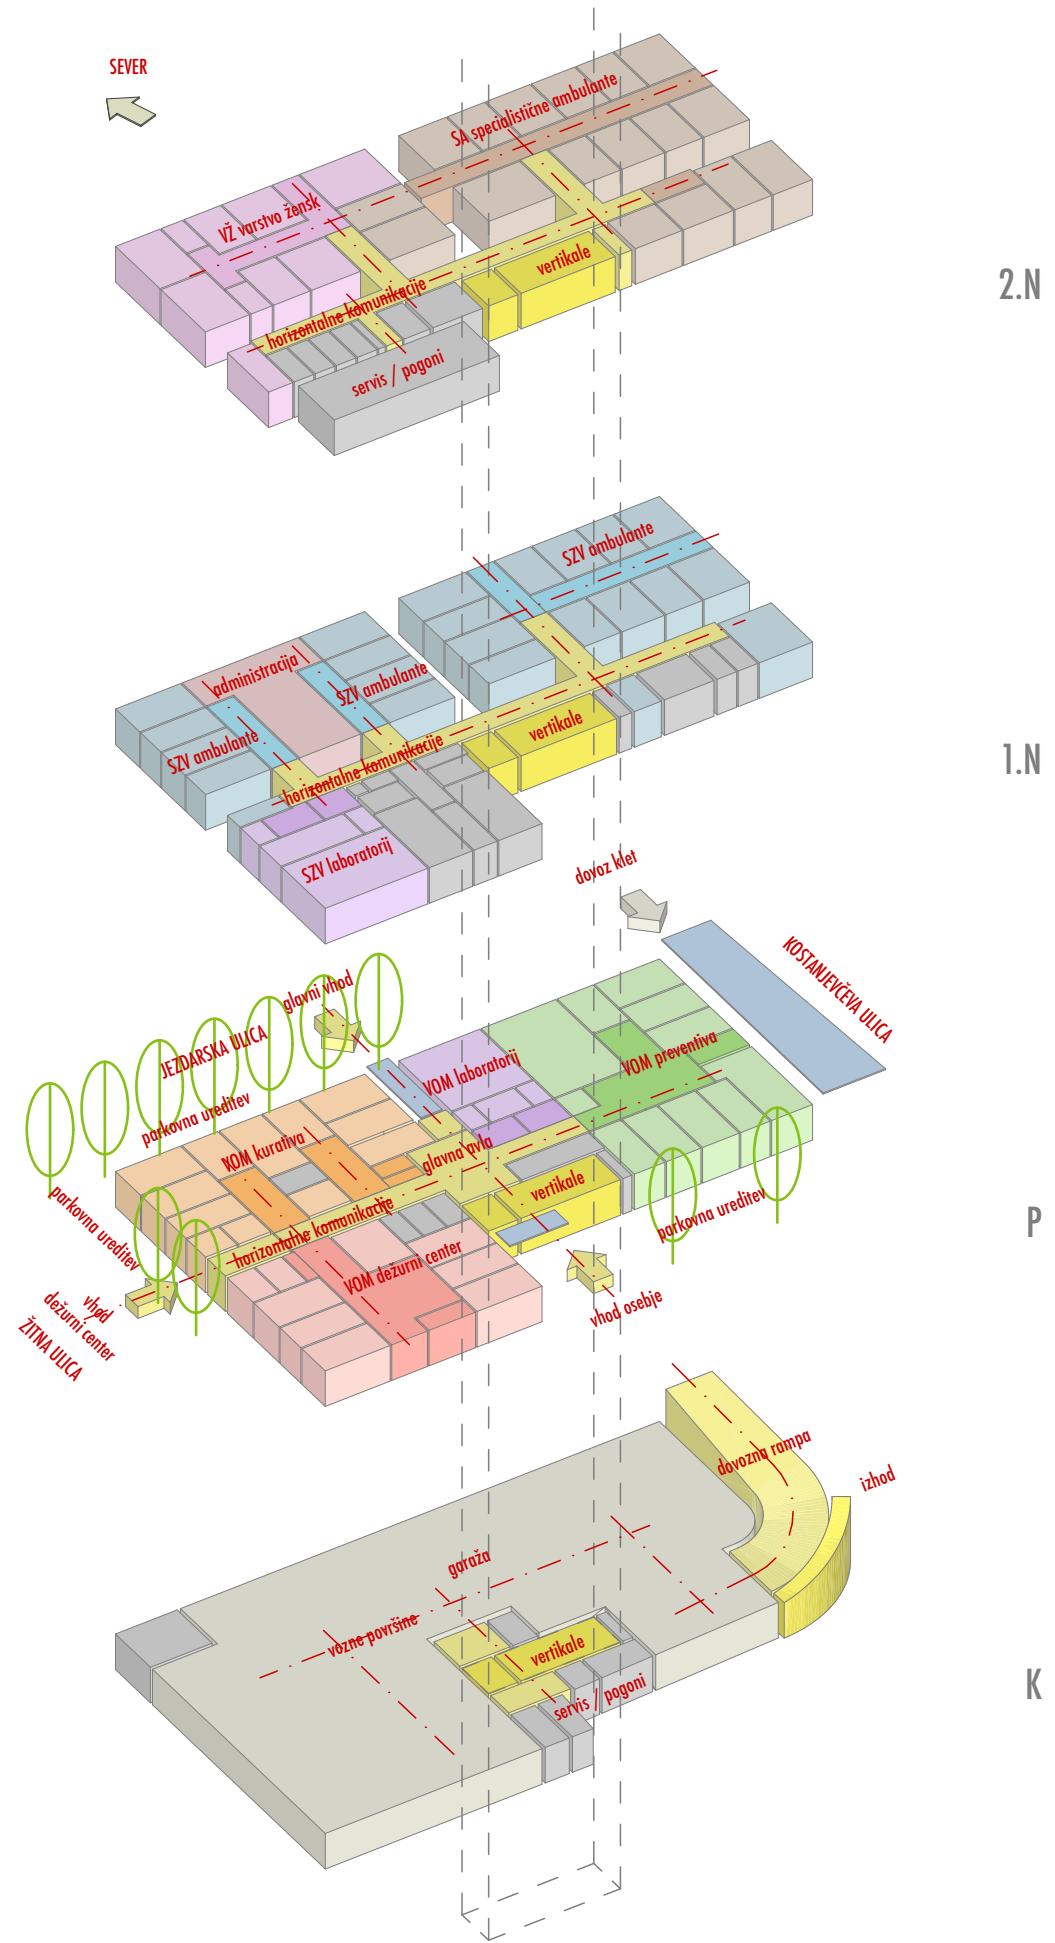 SEVER
SA specialistične ambulante
VŽ varstvo žensk
vertikale
2.N
horizontalne komunikacije
servis / pogoni
SZV ambulante
administracija
SZV ambulante
SZV ambulante
vertikale
1.N
horizontalne komunikacije
SZV laboratorij
dovoz klet
KOSTANJEVČEVA ULICA
glavni vhod
JEZDARSKA ULICA
VOM laboratorij
VOM preventiva
parkovna ureditev
VOM kurativa
glavna avla
parkovna ureditev
vertikale
parkovna ureditev
P
horizontalne komunikacije
VOM dežurni center
vhod
dežurni center
ŽITNA ULICA
vhod osebje
dovozna rampa
izhod
garaža
vozne površine
vertikale
servis / pogoni
K